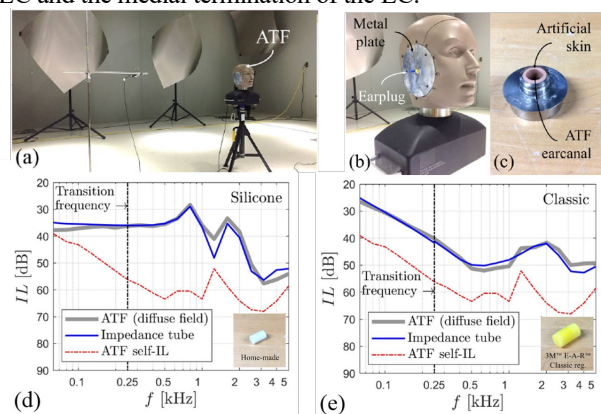 EC and the medial termination of the EC.
ATF
(a)
Metal
plate
Earplug
(b)
Artificial
skin
ATF
earcanal
(c)
20
30
40
50
60
70
80
90
IL [dB]
Transition
frequency
Silicone
ATF (diffuse field)
Impedance tube
ATF self-IL
Home-made
0.1 0.25 0.5 1 2 3 4 5
(d) f [kHz]
20
30
40
50
60
70
80
90
IL [dB]
Classic
Transition
frequency
ATF (diffuse field)
Impedance tube
ATF self-IL
3M™ E-A-R™
Classic reg.
0.1 0.25 0.5 1 2 3 4 5
(e) f [kHz]